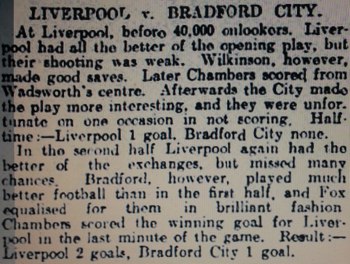 LIVERPOOL v. BRADFORD CITY.
At Liverpool, before 40,000 onlookers. Liver-
pool had all the better of the opening play, but
their shooting was weak. Wilkinson, however,
made good saves. Later Chambers scored from
Wadsworth's centre. Afterwards the City made
the play more interesting, and they were unfor-
tunate on one occasion in not scoring. Half-
time:—Liverpool 1 goal, Bradford City none.
In the second half Liverpool again had the
better of the exchanges, but missed many
chances. Bradford, however, played much
better football than in the first half, and Fox
equalised for them in brilliant fashion
Chambers scored the winning goal for Liver-
pool in the last minute of the game. Result:—
Liverpool 2 goals, Bradford City 1 goal.